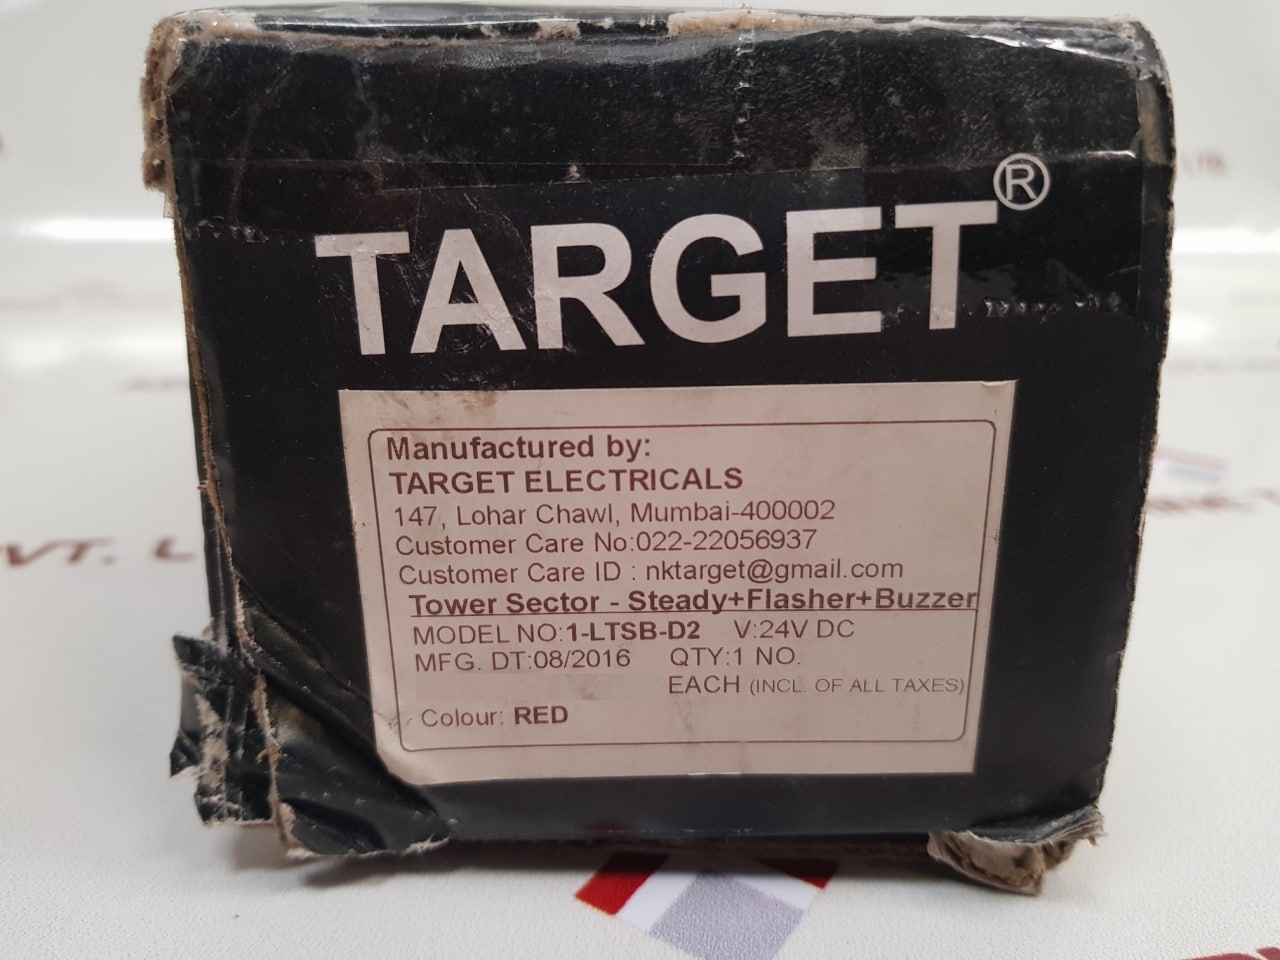 TARGET®
Manufactured by:
TARGET ELECTRICALS
147, Lohar Chawl, Mumbai-400002
Customer Care No:022-22056937
Customer Care ID : nktarget@gmail.com
Tower Sector - Steady+Flasher+Buzzer
MODEL NO:1-LTSB-D2 V:24V DC
MFG. DT:08/2016 QTY:1 NO.
EACH (INCL. OF ALL TAXES)
Colour: RED
PVT. L
LTD.